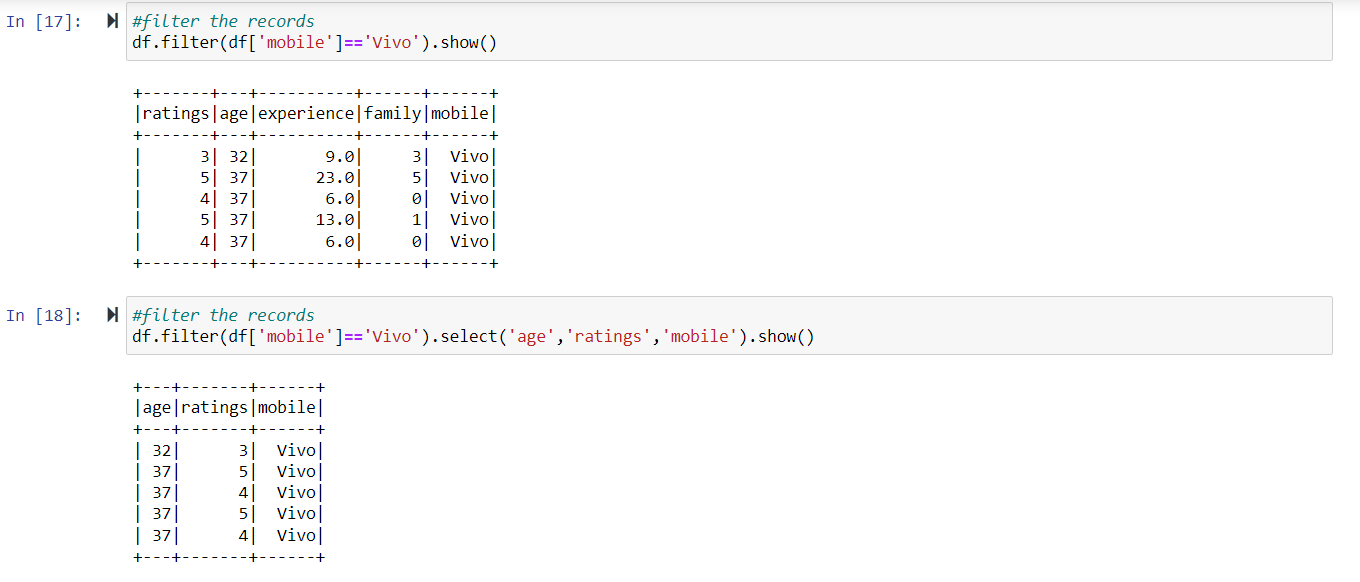 In [17]: #filter the records
df.filter(df['mobile']=='Vivo').show()
+-------+---+----------+------+------+
|ratings|age|experience|family|mobile|
+-------+---+----------+------+------+
|      3| 32|       9.0|     3|  Vivo|
|      5| 37|      23.0|     5|  Vivo|
|      4| 37|       6.0|     0|  Vivo|
|      5| 37|      13.0|     1|  Vivo|
|      4| 37|       6.0|     0|  Vivo|
+-------+---+----------+------+------+
In [18]: #filter the records
df.filter(df['mobile']=='Vivo').select('age','ratings','mobile').show()
+---+-------+------+
|age|ratings|mobile|
+---+-------+------+
| 32|      3|  Vivo|
| 37|      5|  Vivo|
| 37|      4|  Vivo|
| 37|      5|  Vivo|
| 37|      4|  Vivo|
+---+-------+------+